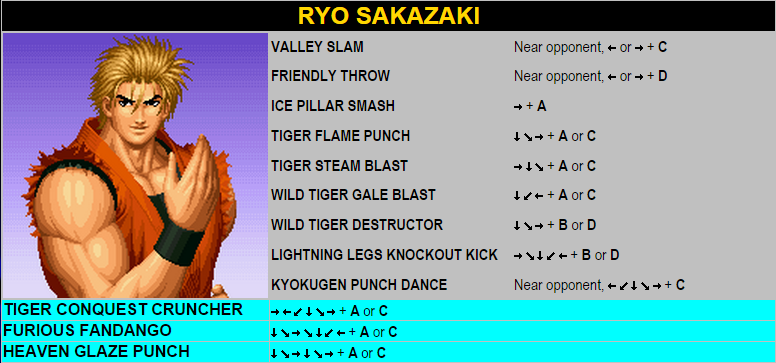 RYO SAKAZAKI
VALLEY SLAM Near opponent, ← or → + C
FRIENDLY THROW Near opponent, ← or → + D
ICE PILLAR SMASH → + A
TIGER FLAME PUNCH ↓↘→ + A or C
TIGER STEAM BLAST →↓↘ + A or C
WILD TIGER GALE BLAST ↓↙← + A or C
WILD TIGER DESTRUCTOR ↓↘→ + B or D
LIGHTNING LEGS KNOCKOUT KICK →↘↓↙← + B or D
KYOKUGEN PUNCH DANCE Near opponent, ←↙↓↘→ + C
TIGER CONQUEST CRUNCHER →←↙↓↘→ + A or C
FURIOUS FANDANGO ↓↘→↘↓↙← + A or C
HEAVEN GLAZE PUNCH ↓↘→↓↘→ + A or C